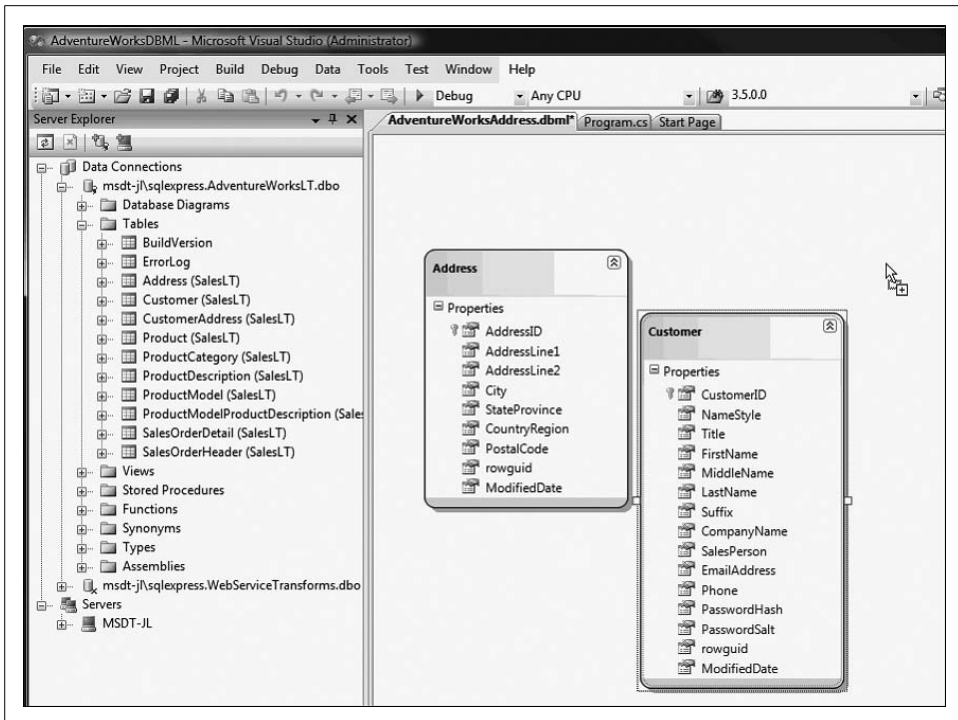 AdventureWorksDBML - Microsoft Visual Studio (Administrator)
File Edit View Project Build Debug Data Tools Test Window Help
Debug Any CPU 3.5.0.0
Server Explorer
AdventureWorksAddress.dbml* Program.cs Start Page
Data Connections
msdt-jl\sqlexpress.AdventureWorksLT.dbo
Database Diagrams
Tables
BuildVersion
ErrorLog
Address (SalesLT)
Customer (SalesLT)
CustomerAddress (SalesLT)
Product (SalesLT)
ProductCategory (SalesLT)
ProductDescription (SalesLT)
ProductModel (SalesLT)
ProductModelProductDescription (Sale
SalesOrderDetail (SalesLT)
SalesOrderHeader (SalesLT)
Views
Stored Procedures
Functions
Synonyms
Types
Assemblies
msdt-jl\sqlexpress.WebServiceTransforms.dbo
Servers
MSDT-JL
Address
Properties
AddressID
AddressLine1
AddressLine2
City
StateProvince
CountryRegion
PostalCode
rowguid
ModifiedDate
Customer
Properties
CustomerID
NameStyle
Title
FirstName
MiddleName
LastName
Suffix
CompanyName
SalesPerson
EmailAddress
Phone
PasswordHash
PasswordSalt
rowguid
ModifiedDate